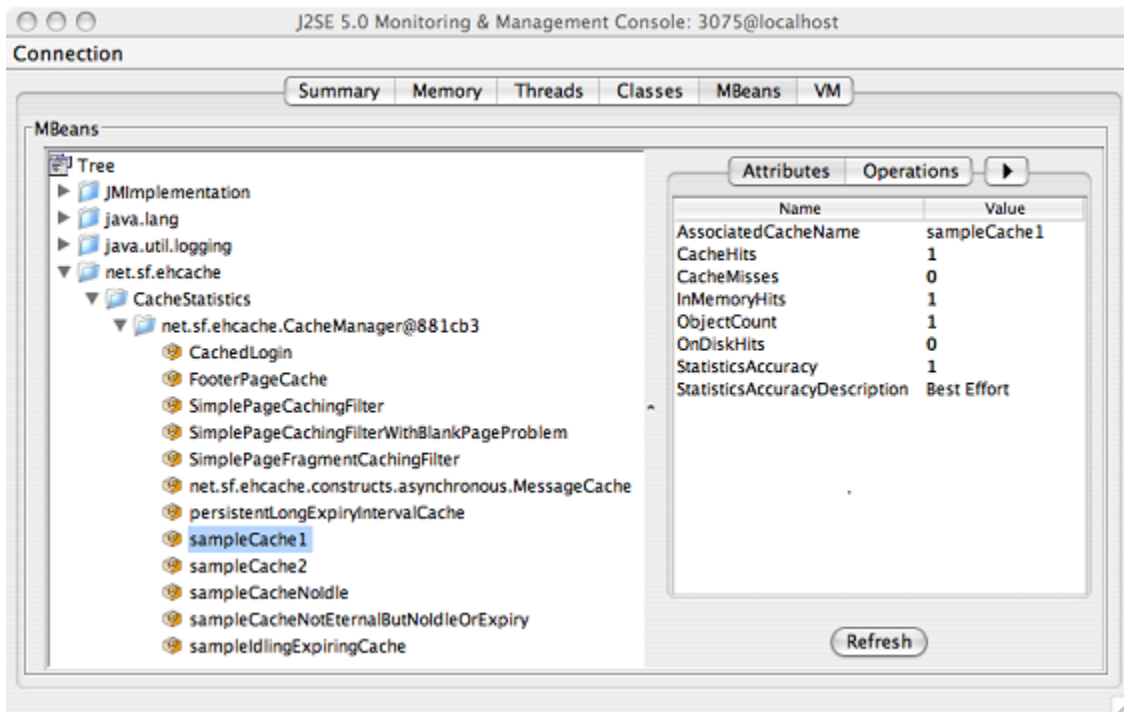 J2SE 5.0 Monitoring & Management Console: 3075@localhost
Connection
Summary Memory Threads Classes MBeans VM
MBeans
Tree
JMImplementation
java.lang
java.util.logging
net.sf.ehcache
CacheStatistics
net.sf.ehcache.CacheManager@881cb3
CachedLogin
FooterPageCache
SimplePageCachingFilter
SimplePageCachingFilterWithBlankPageProblem
SimplePageFragmentCachingFilter
net.sf.ehcache.constructs.asynchronous.MessageCache
persistentLongExpiryIntervalCache
sampleCache1
sampleCache2
sampleCacheNoIdle
sampleCacheNotEternalButNoIdleOrExpiry
sampleIdlingExpiringCache
Attributes Operations
Name Value
AssociatedCacheName sampleCache1
CacheHits 1
CacheMisses 0
InMemoryHits 1
ObjectCount 1
OnDiskHits 0
StatisticsAccuracy 1
StatisticsAccuracyDescription Best Effort
Refresh